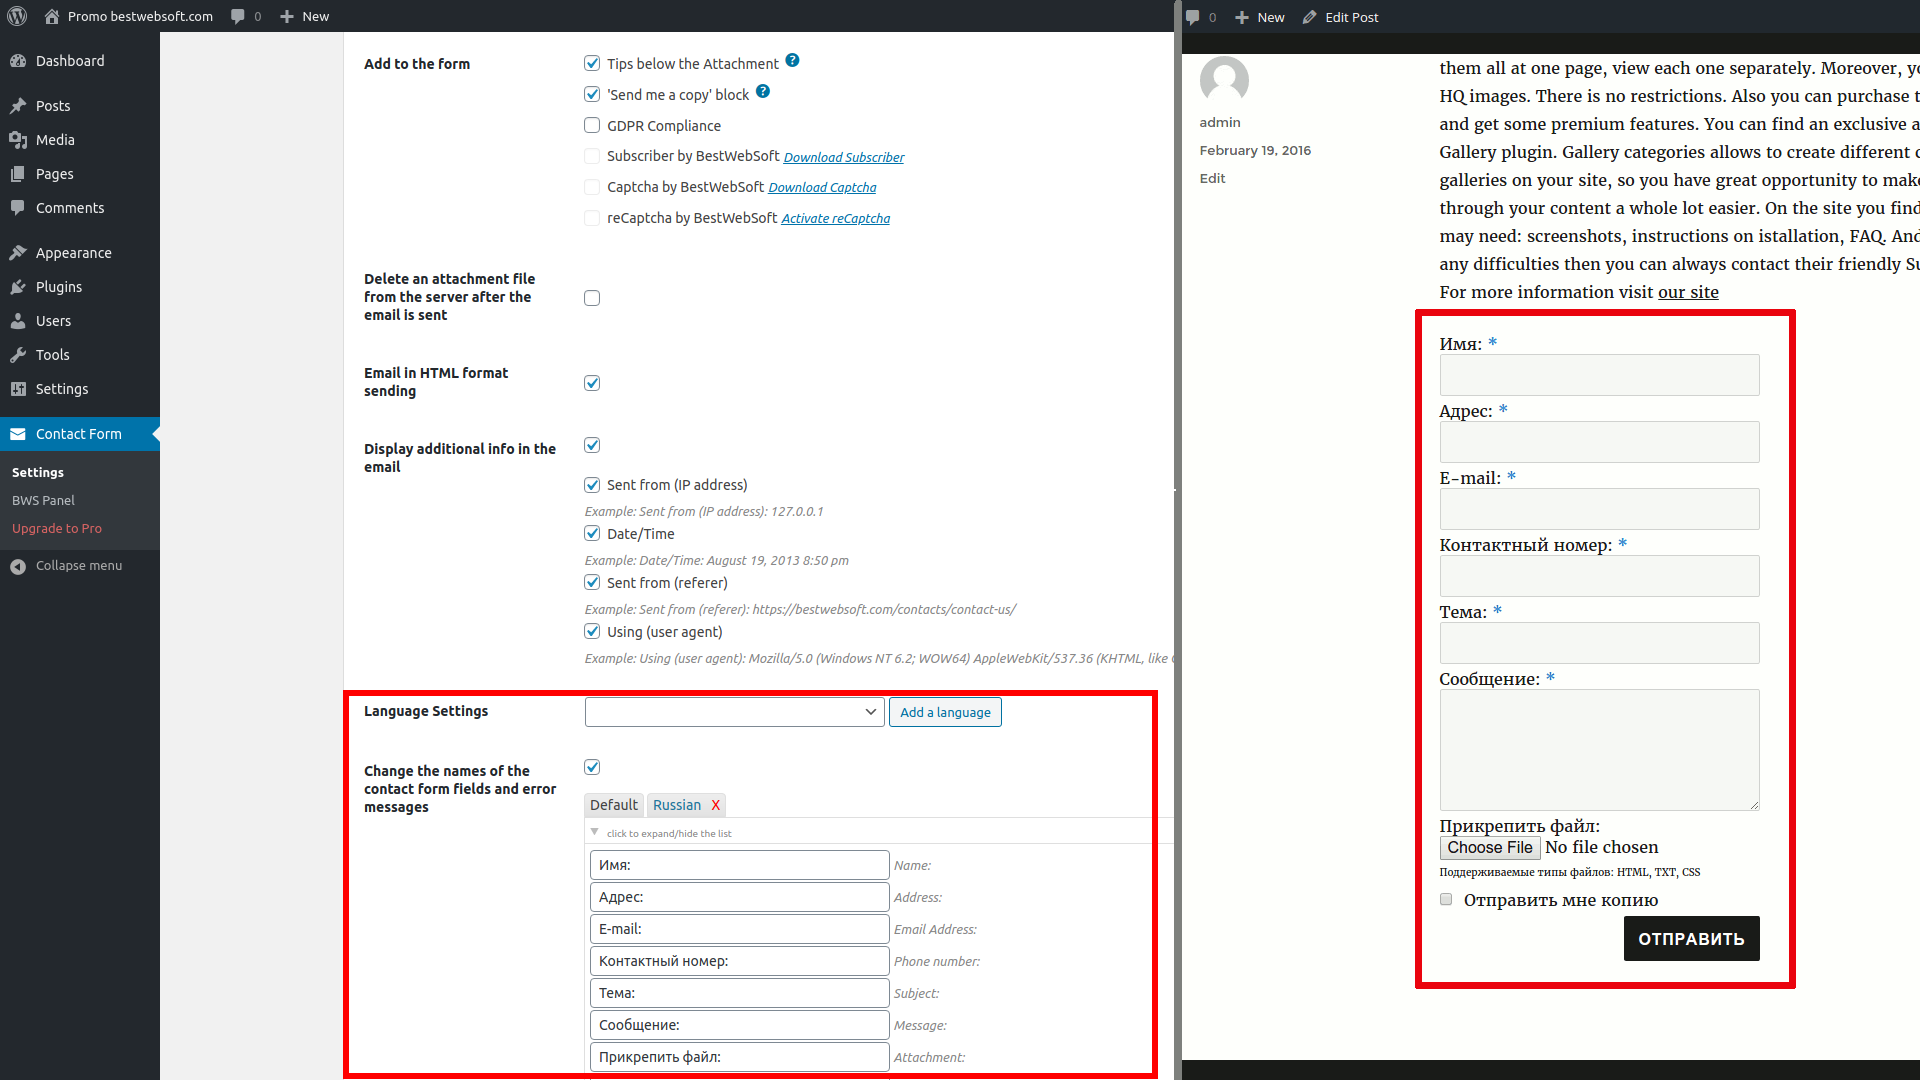 Promo bestwebsoft.com 0 New
Dashboard
Posts
Media
Pages
Comments
Appearance
Plugins
Users
Tools
Settings
Contact Form
Settings
BWS Panel
Upgrade to Pro
Collapse menu
Add to the form
Tips below the Attachment ?
'Send me a copy' block ?
GDPR Compliance
Subscriber by BestWebSoft Download Subscriber
Captcha by BestWebSoft Download Captcha
reCaptcha by BestWebSoft Activate reCaptcha
Delete an attachment file
from the server after the
email is sent
Email in HTML format
sending
Display additional info in the
email
Sent from (IP address)
Example: Sent from (IP address): 127.0.0.1
Date/Time
Example: Date/Time: August 19, 2013 8:50 pm
Sent from (referer)
Example: Sent from (referer): https://bestwebsoft.com/contacts/contact-us/
Using (user agent)
Example: Using (user agent): Mozilla/5.0 (Windows NT 6.2; WOW64) AppleWebKit/537.36 (KHTML, like
Language Settings
Add a language
Change the names of the
contact form fields and error
messages
Default Russian X
click to expand/hide the list
Имя: Name:
Адрес: Address:
E-mail: Email Address:
Контактный номер: Phone number:
Тема: Subject:
Сообщение: Message:
Прикрепить файл: Attachment:
0 New Edit Post
admin
February 19, 2016
Edit
them all at one page, view each one separately. Moreover, yo
HQ images. There is no restrictions. Also you can purchase t
and get some premium features. You can find an exclusive a
Gallery plugin. Gallery categories allows to create different c
galleries on your site, so you have great opportunity to make
through your content a whole lot easier. On the site you find
may need: screenshots, instructions on istallation, FAQ. And
any difficulties then you can always contact their friendly Su
For more information visit our site
Имя: *
Адрес: *
E-mail: *
Контактный номер: *
Тема: *
Сообщение: *
Прикрепить файл:
Choose File No file chosen
Поддерживаемые типы файлов: HTML, TXT, CSS
Отправить мне копию
ОТПРАВИТЬ